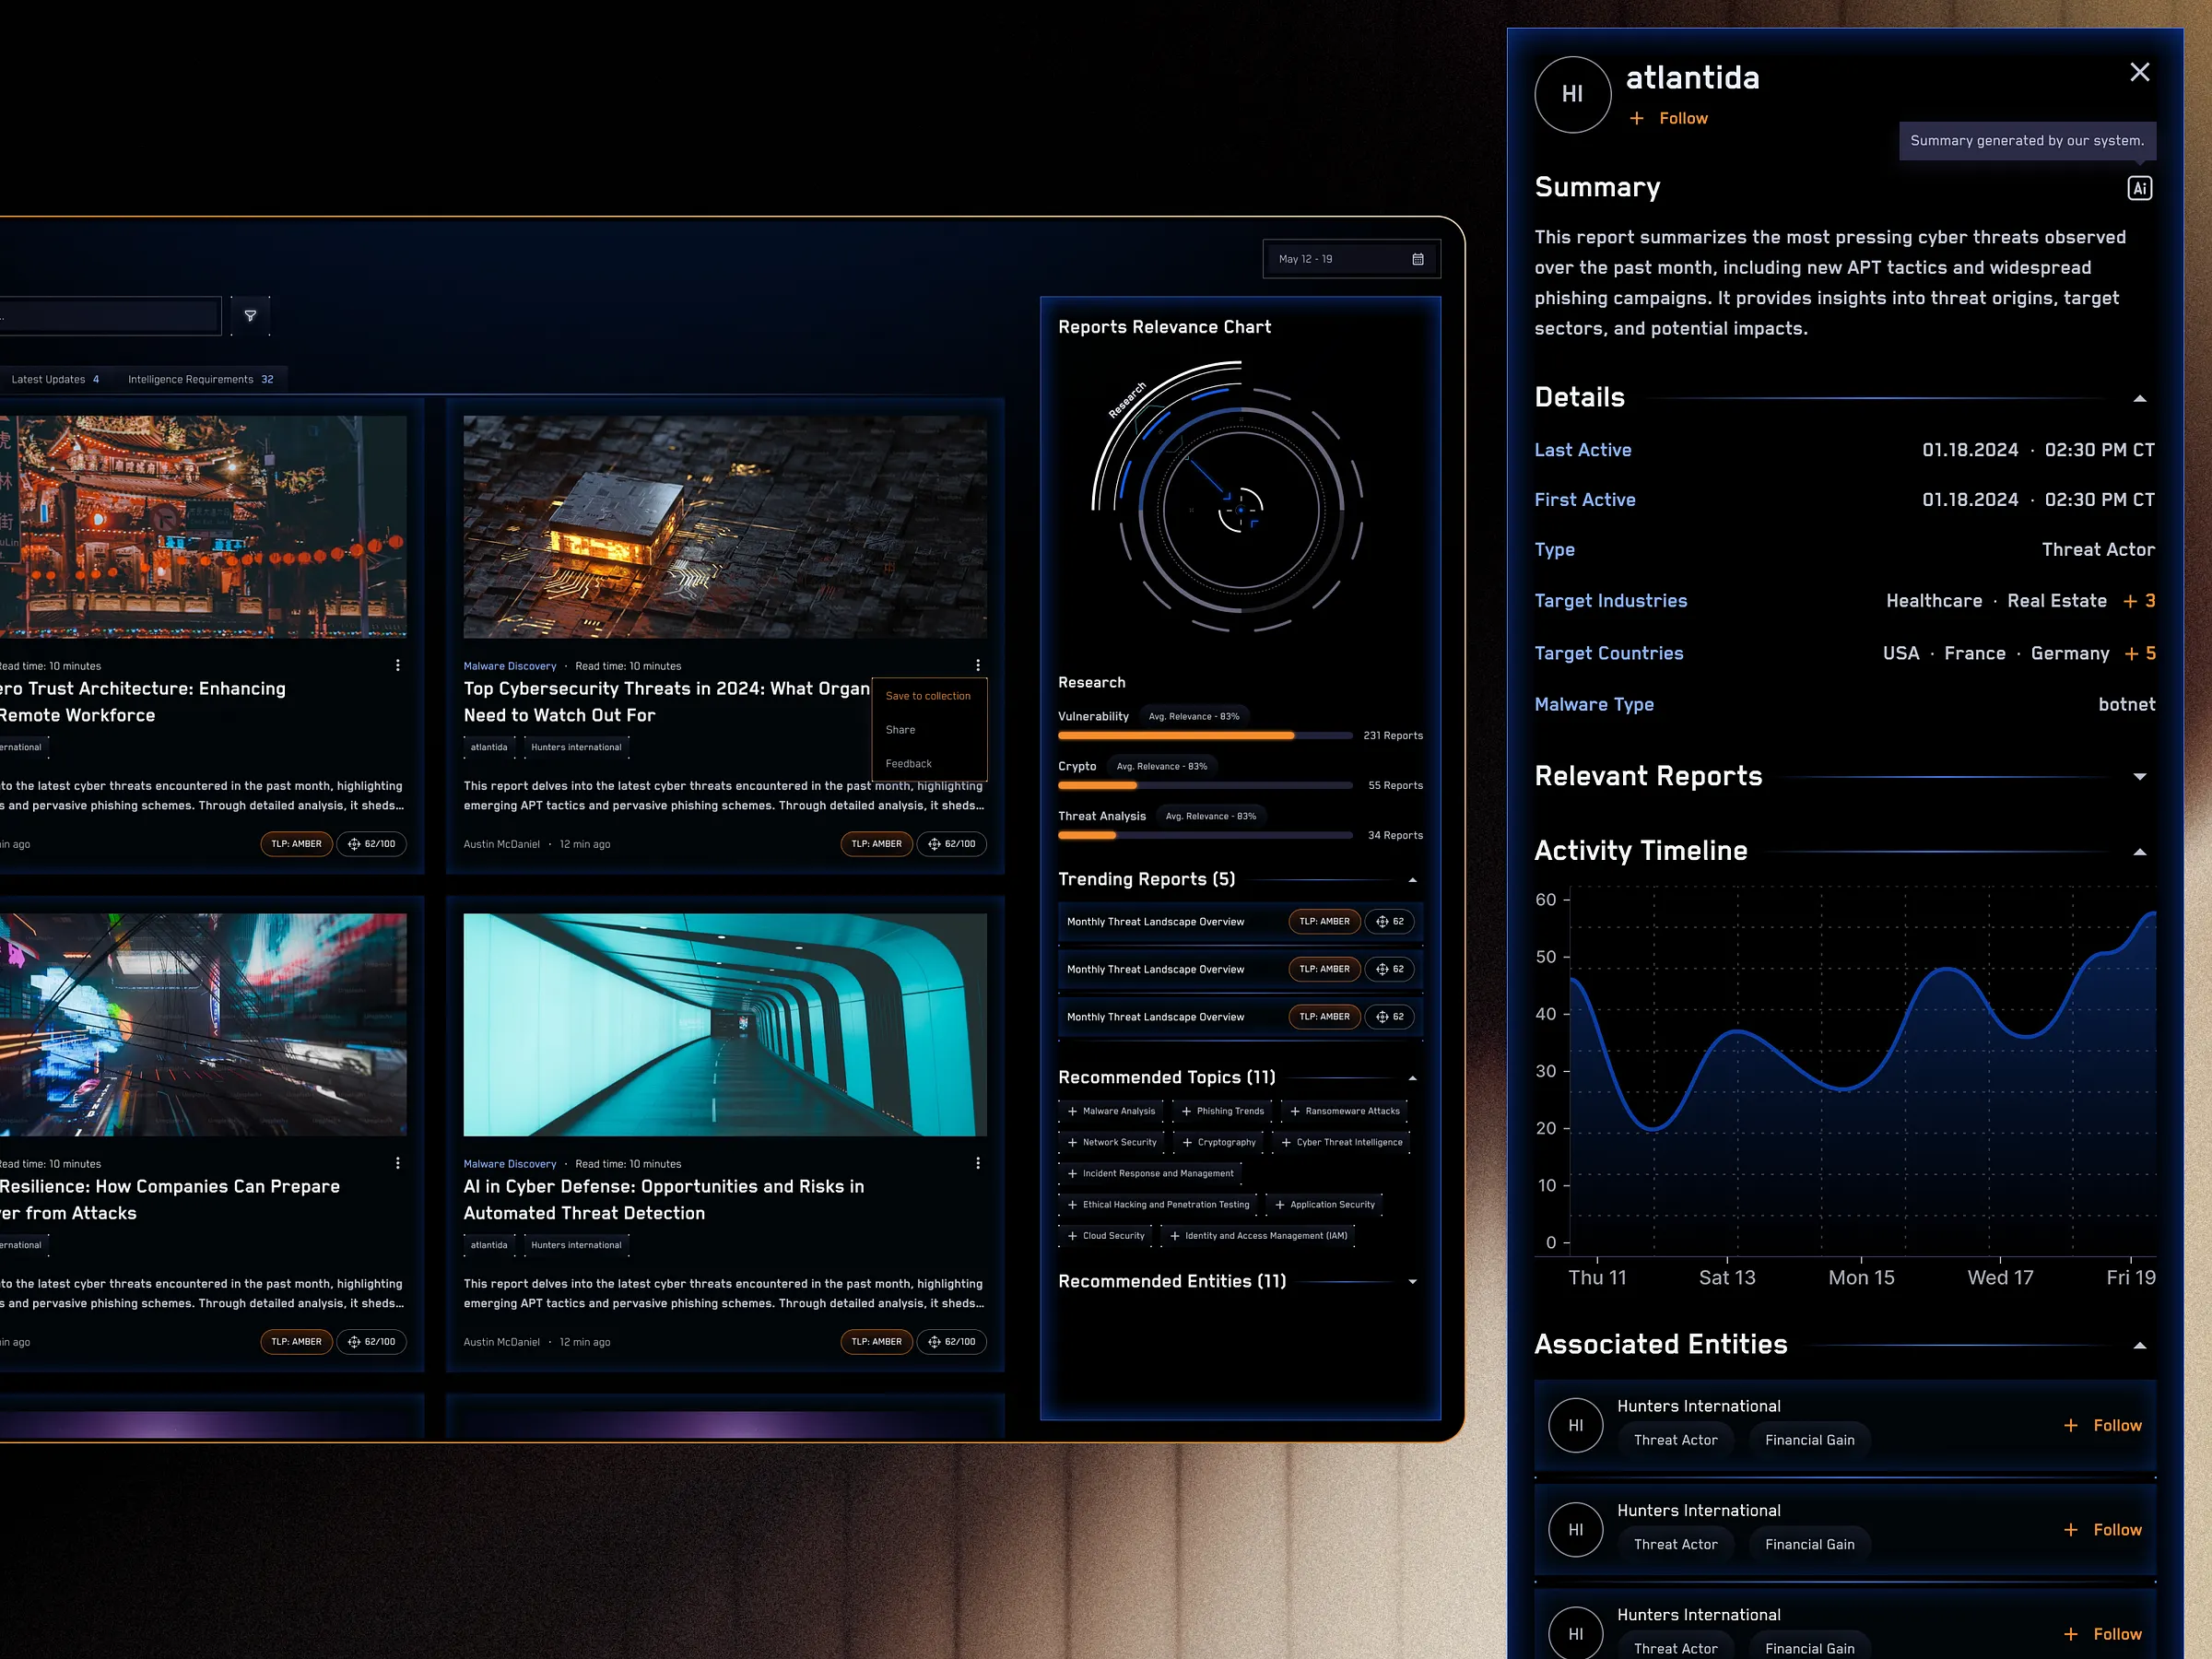 May 12 - 19
..
Latest Updates 4
Intelligence Requirements 32
Read time: 10 minutes
ero Trust Architecture: Enhancing
Remote Workforce
ernational
to the latest cyber threats encountered in the past month, highlighting
s and pervasive phishing schemes. Through detailed analysis, it sheds...
in ago
TLP: AMBER
62/100
Malware Discovery · Read time: 10 minutes
Top Cybersecurity Threats in 2024: What Organ
Need to Watch Out For
Save to collection
Share
Feedback
atlantida
Hunters international
This report delves into the latest cyber threats encountered in the past month, highlighting
emerging APT tactics and pervasive phishing schemes. Through detailed analysis, it sheds...
Austin McDaniel · 12 min ago
TLP: AMBER
62/100
Read time: 10 minutes
Resilience: How Companies Can Prepare
er from Attacks
ernational
to the latest cyber threats encountered in the past month, highlighting
s and pervasive phishing schemes. Through detailed analysis, it sheds...
in ago
TLP: AMBER
62/100
Malware Discovery · Read time: 10 minutes
AI in Cyber Defense: Opportunities and Risks in
Automated Threat Detection
atlantida
Hunters international
This report delves into the latest cyber threats encountered in the past month, highlighting
emerging APT tactics and pervasive phishing schemes. Through detailed analysis, it sheds...
Austin McDaniel · 12 min ago
TLP: AMBER
62/100
Reports Relevance Chart
Research
Research
Vulnerability Avg. Relevance - 83%
231 Reports
Crypto Avg. Relevance - 83%
55 Reports
Threat Analysis Avg. Relevance - 83%
34 Reports
Trending Reports (5)
Monthly Threat Landscape Overview TLP: AMBER 62
Monthly Threat Landscape Overview TLP: AMBER 62
Monthly Threat Landscape Overview TLP: AMBER 62
Recommended Topics (11)
+ Malware Analysis + Phishing Trends + Ransomeware Attacks
+ Network Security + Cryptography + Cyber Threat Intelligence
+ Incident Response and Management
+ Ethical Hacking and Penetration Testing + Application Security
+ Cloud Security + Identity and Access Management (IAM)
Recommended Entities (11)
HI
atlantida
+ Follow
Summary generated by our system.
Summary
Ai
This report summarizes the most pressing cyber threats observed
over the past month, including new APT tactics and widespread
phishing campaigns. It provides insights into threat origins, target
sectors, and potential impacts.
Details
Last Active 01.18.2024 · 02:30 PM CT
First Active 01.18.2024 · 02:30 PM CT
Type Threat Actor
Target Industries Healthcare · Real Estate + 3
Target Countries USA · France · Germany + 5
Malware Type botnet
Relevant Reports
Activity Timeline
60
50
40
30
20
10
0
Thu 11 Sat 13 Mon 15 Wed 17 Fri 19
Associated Entities
HI
Hunters International
Threat Actor Financial Gain
+ Follow
HI
Hunters International
Threat Actor Financial Gain
+ Follow
HI
Hunters International
Threat Actor Financial Gain
+ Follow